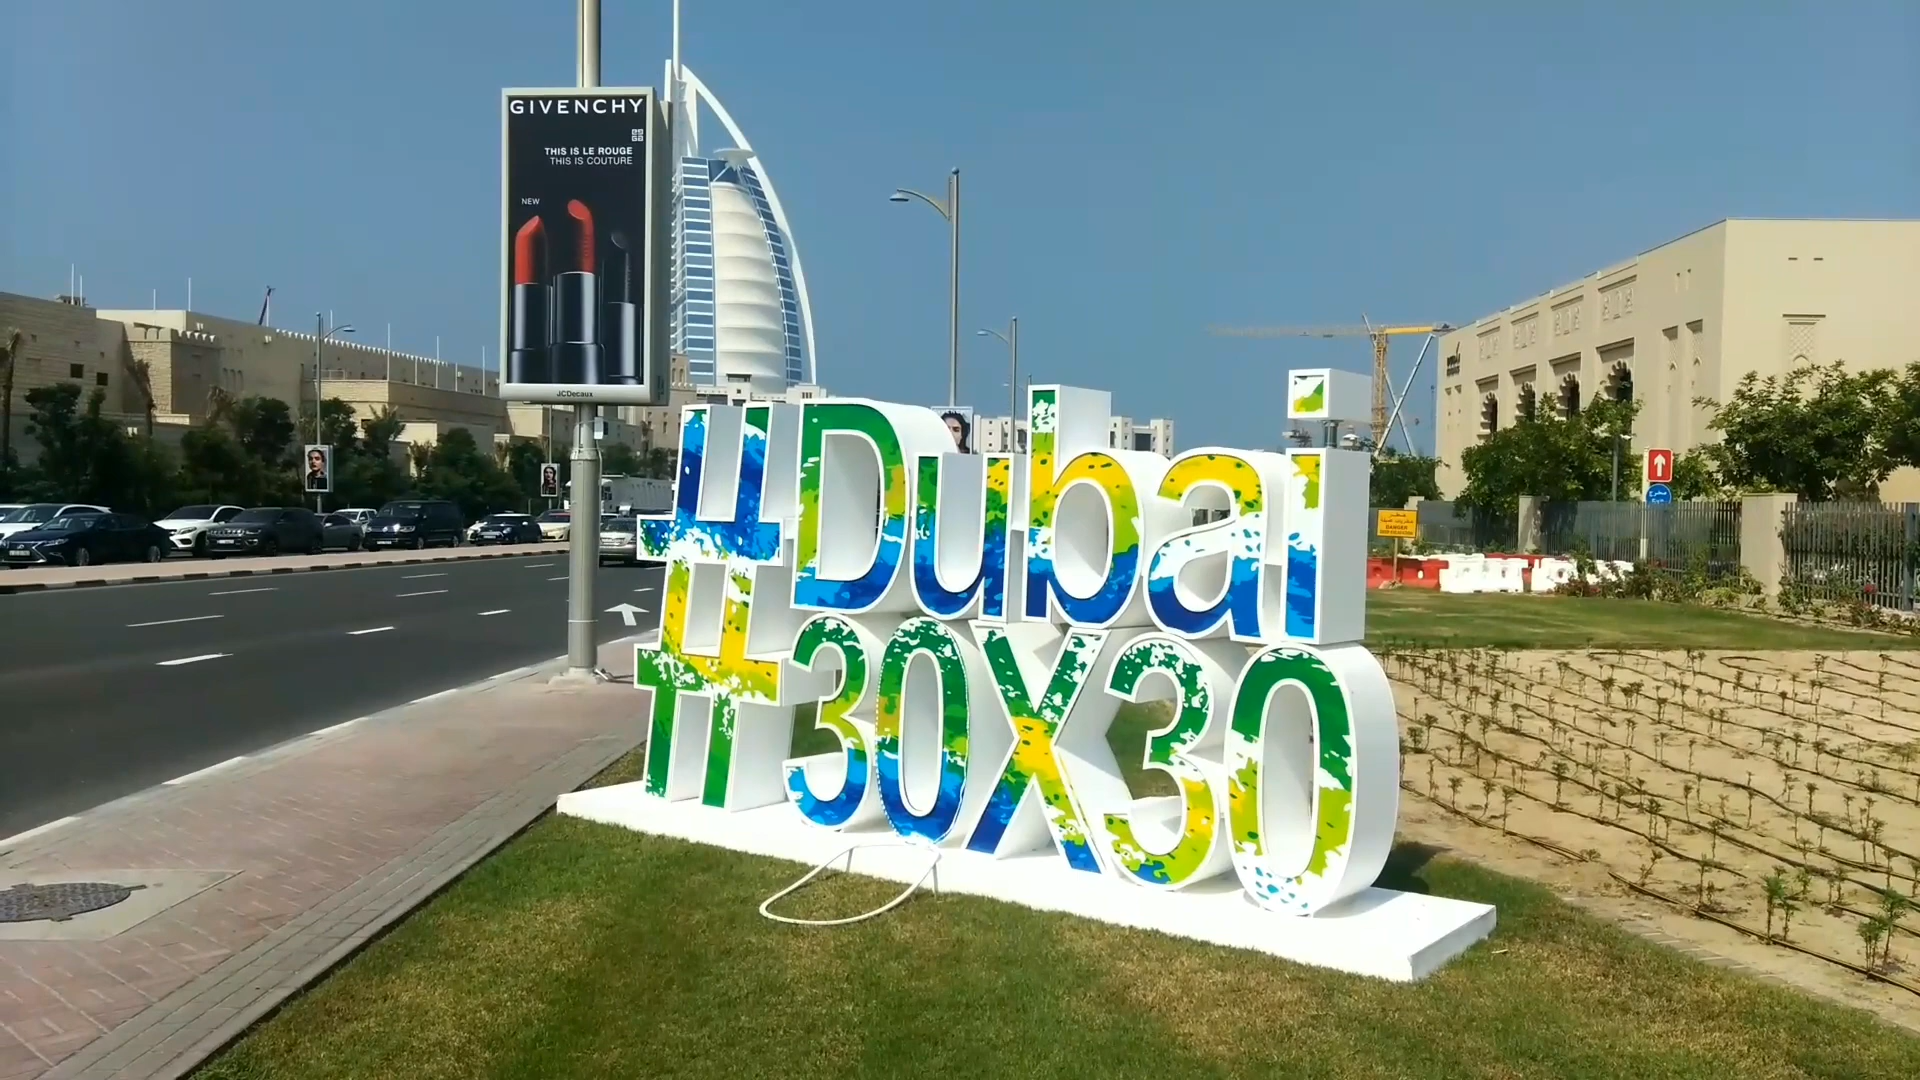 GIVENCHY
THIS IS LE ROUGE
THIS IS COUTURE
NEW
JCDecaux
#Dubai
#30X30
DANGER